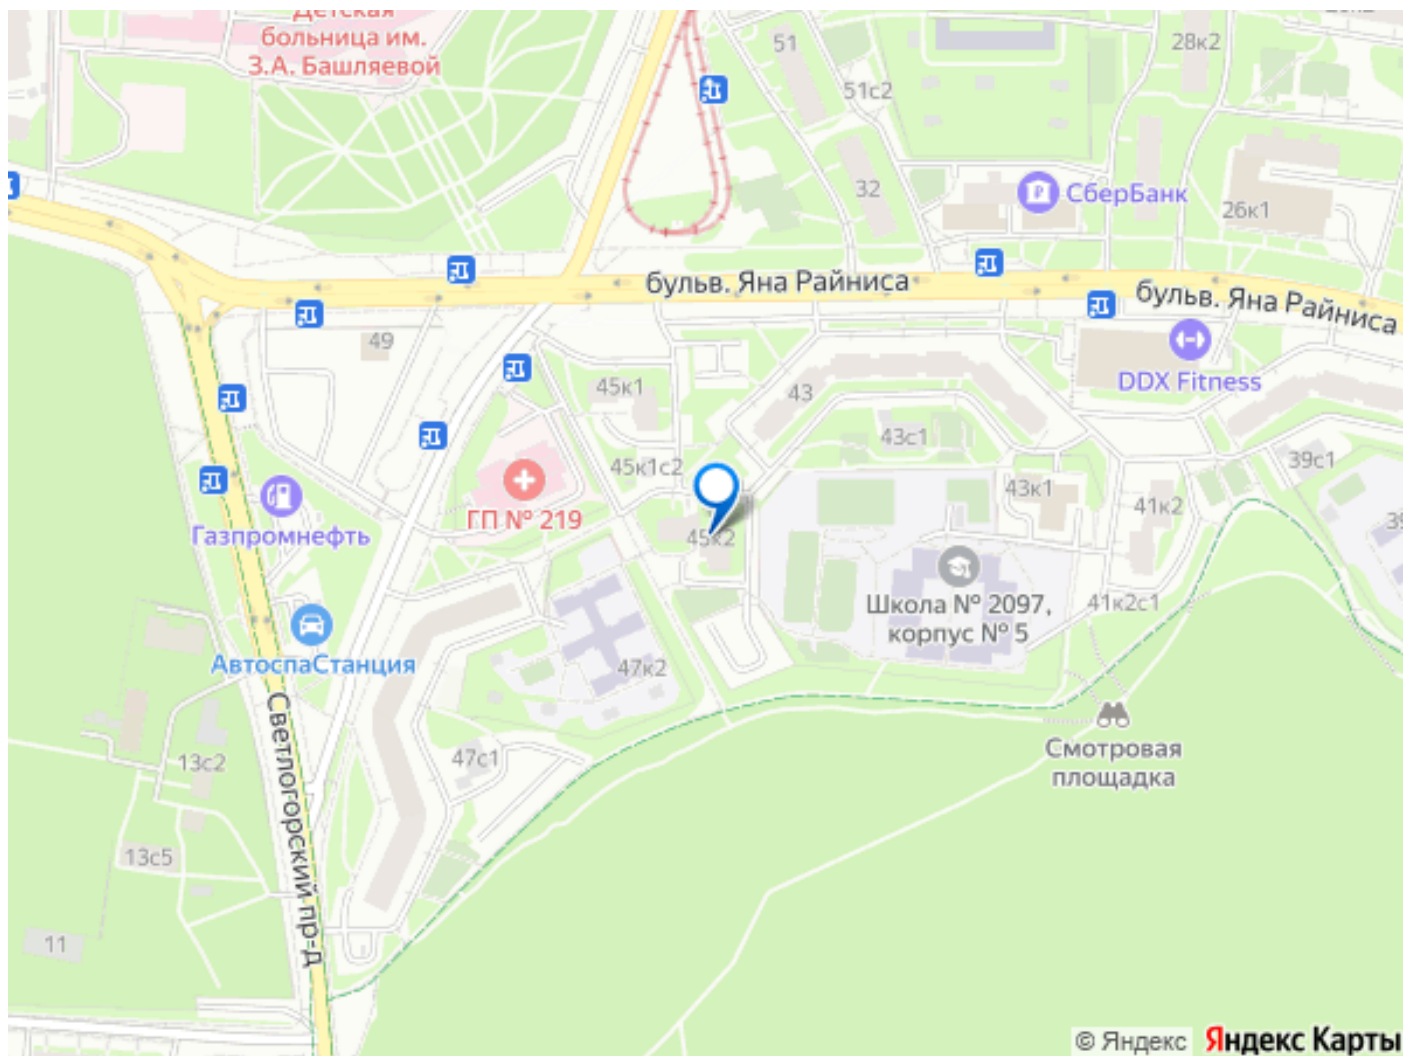 Детская
больница им.
З.А. Башляевой
51
28к2
51с2
32
СберБанк
26к1
бульв. Яна Райниса
бульв. Яна Райниса
49
45к1
43
DDX Fitness
43с1
45к1с2
39с1
43к1
41к2
ГП № 219
Газпромнефть
45к2
Школа № 2097,
корпус № 5
41к2с1
АвтоспаСтанция
47к2
Светлогорский пр-д
13с2
47с1
Смотровая
площадка
13с5
11
© Яндекс Яндекс Карты